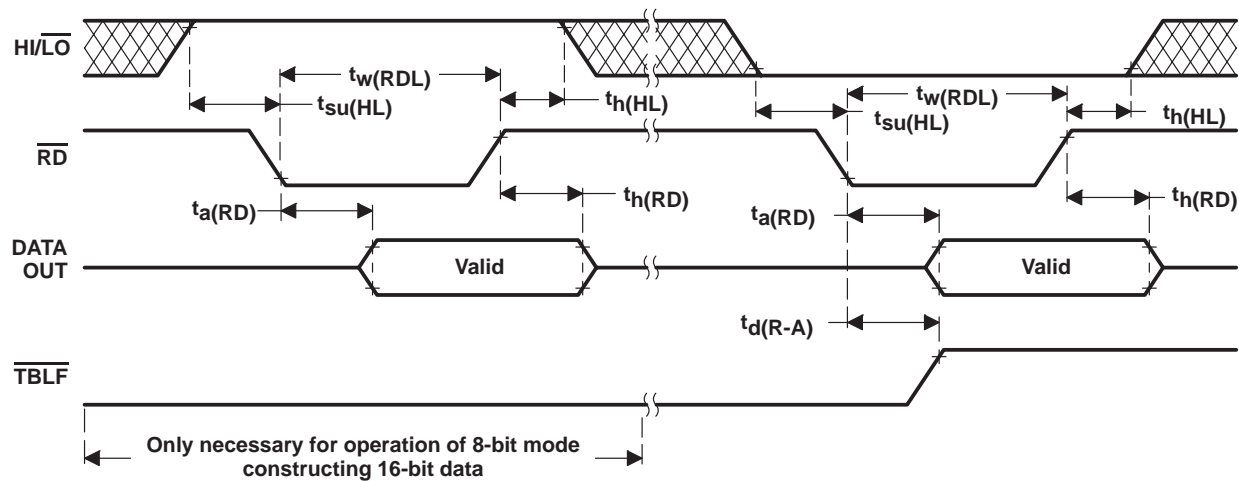 HI/LO
tw(RDL)
tsu(HL)
th(HL)
tw(RDL)
tsu(HL)
th(HL)
RD
ta(RD)
th(RD)
ta(RD)
th(RD)
DATA
OUT
Valid
Valid
td(R-A)
TBLF
Only necessary for operation of 8-bit mode
constructing 16-bit data